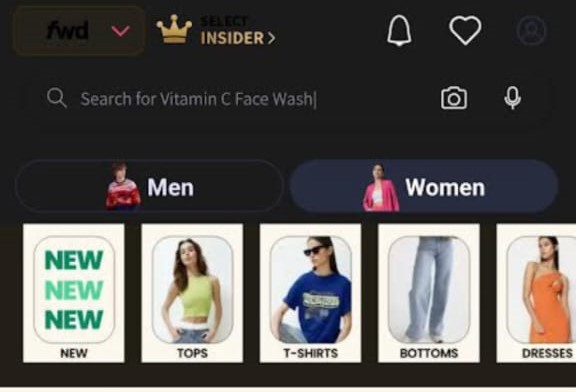 fwd
SELECT
INSIDER >
Search for Vitamin C Face Wash|
Men
Women
NEW
NEW
NEW
NEW
TOPS
T-SHIRTS
BOTTOMS
DRESSES